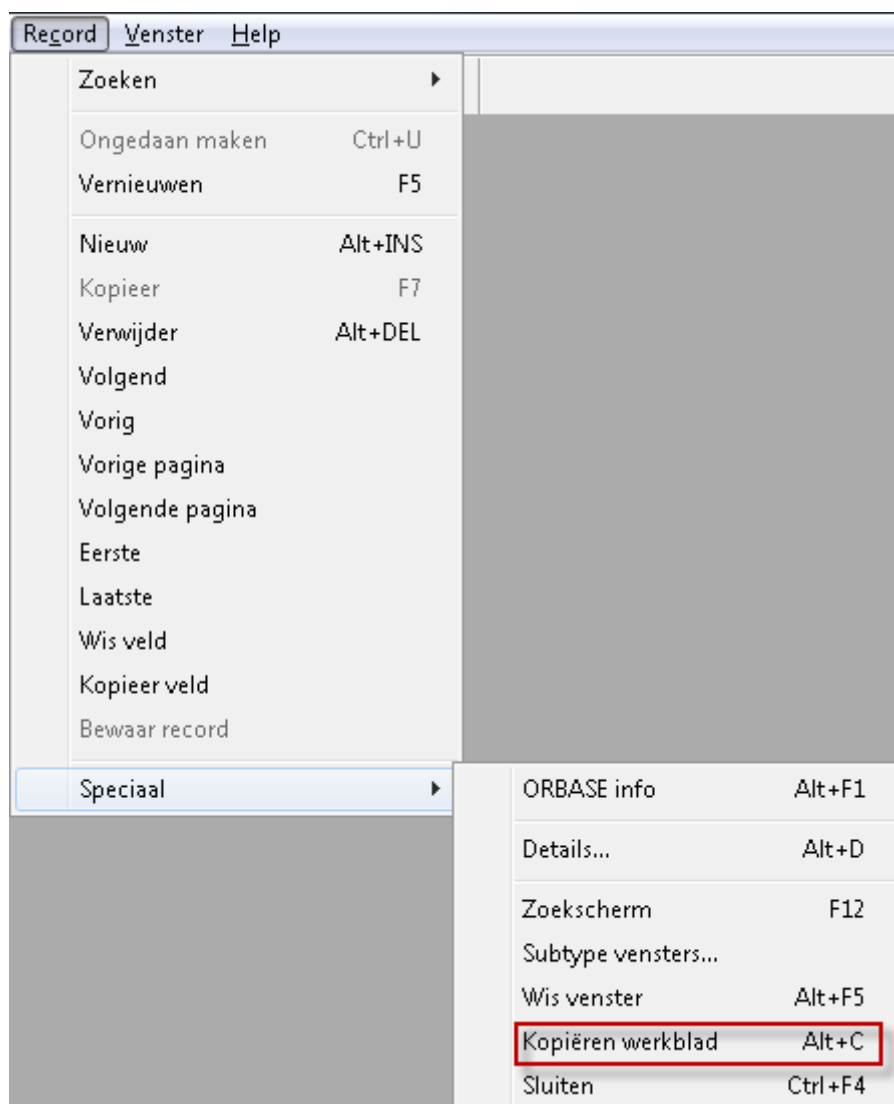 Record Venster Help
Zoeken
Ongedaan maken Ctrl+U
Vernieuwen F5
Nieuw Alt+INS
Kopieer F7
Verwijder Alt+DEL
Volgend
Vorig
Vorige pagina
Volgende pagina
Eerste
Laatste
Wis veld
Kopieer veld
Bewaar record
Speciaal
ORBASE info Alt+F1
Details... Alt+D
Zoekscherm F12
Subtype vensters...
Wis venster Alt+F5
Kopiëren werkblad Alt+C
Sluiten Ctrl+F4